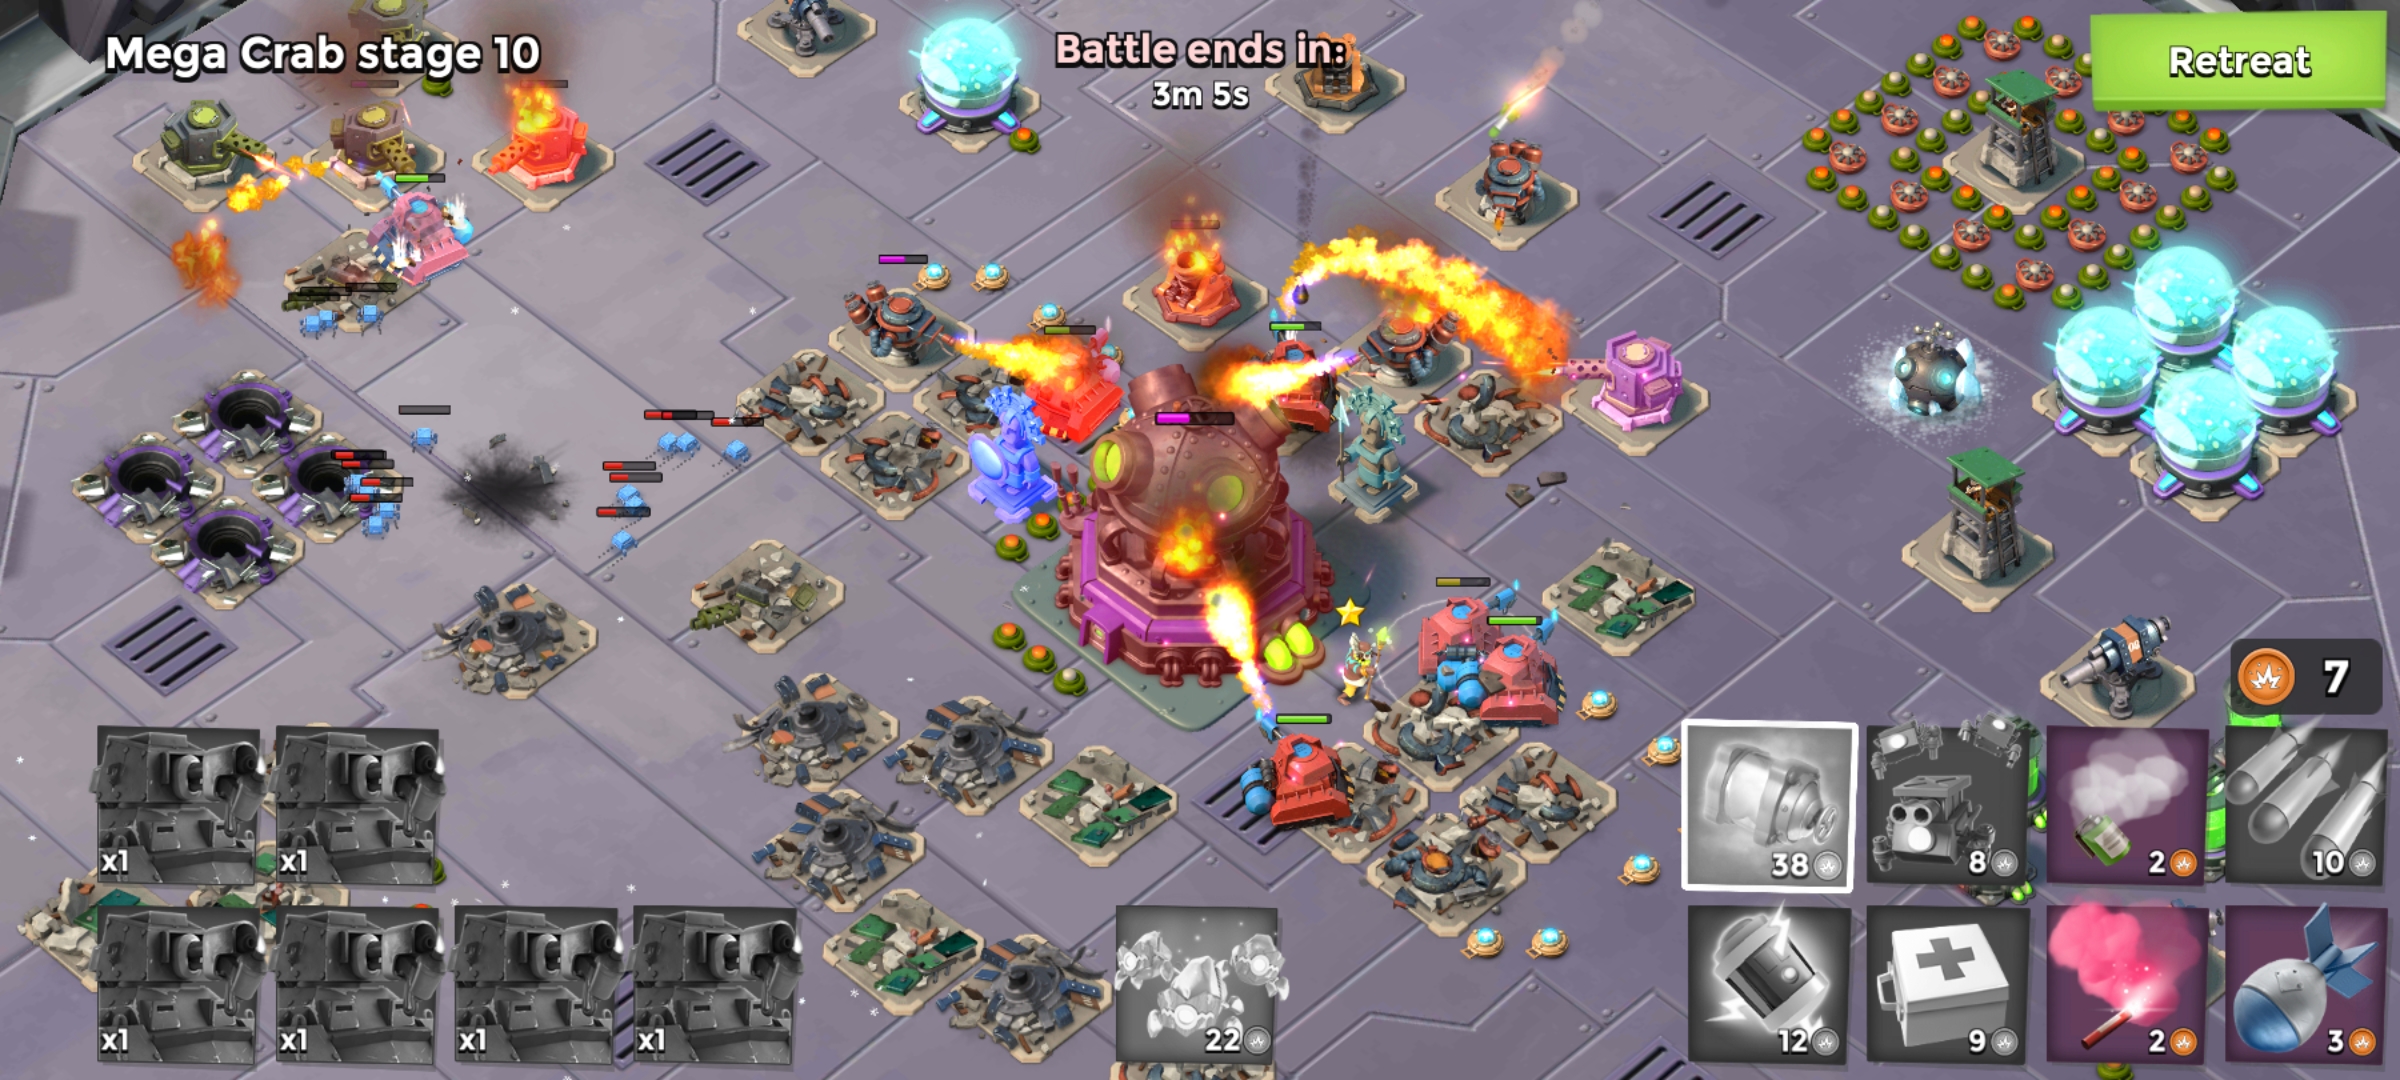 Mega Crab stage 10
Battle ends in:
3m 5s
Retreat
7
x1
x1
38
8
2
10
x1
x1
x1
x1
22
12
9
2
3